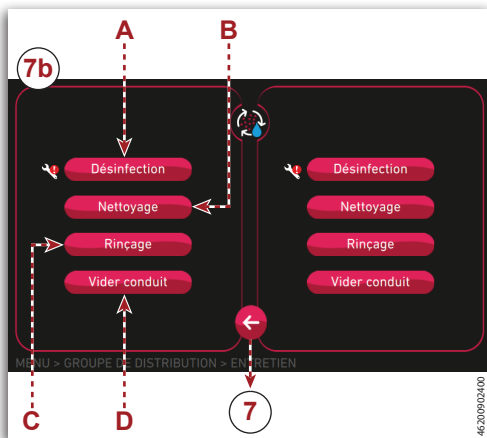 A
B
7b
Désinfection
Désinfection
Nettoyage
Nettoyage
Rinçage
Rinçage
Vider conduit
Vider conduit
MENU > GROUPE DE DISTRIBUTION > ENTRETIEN
C
D
7
46200902400